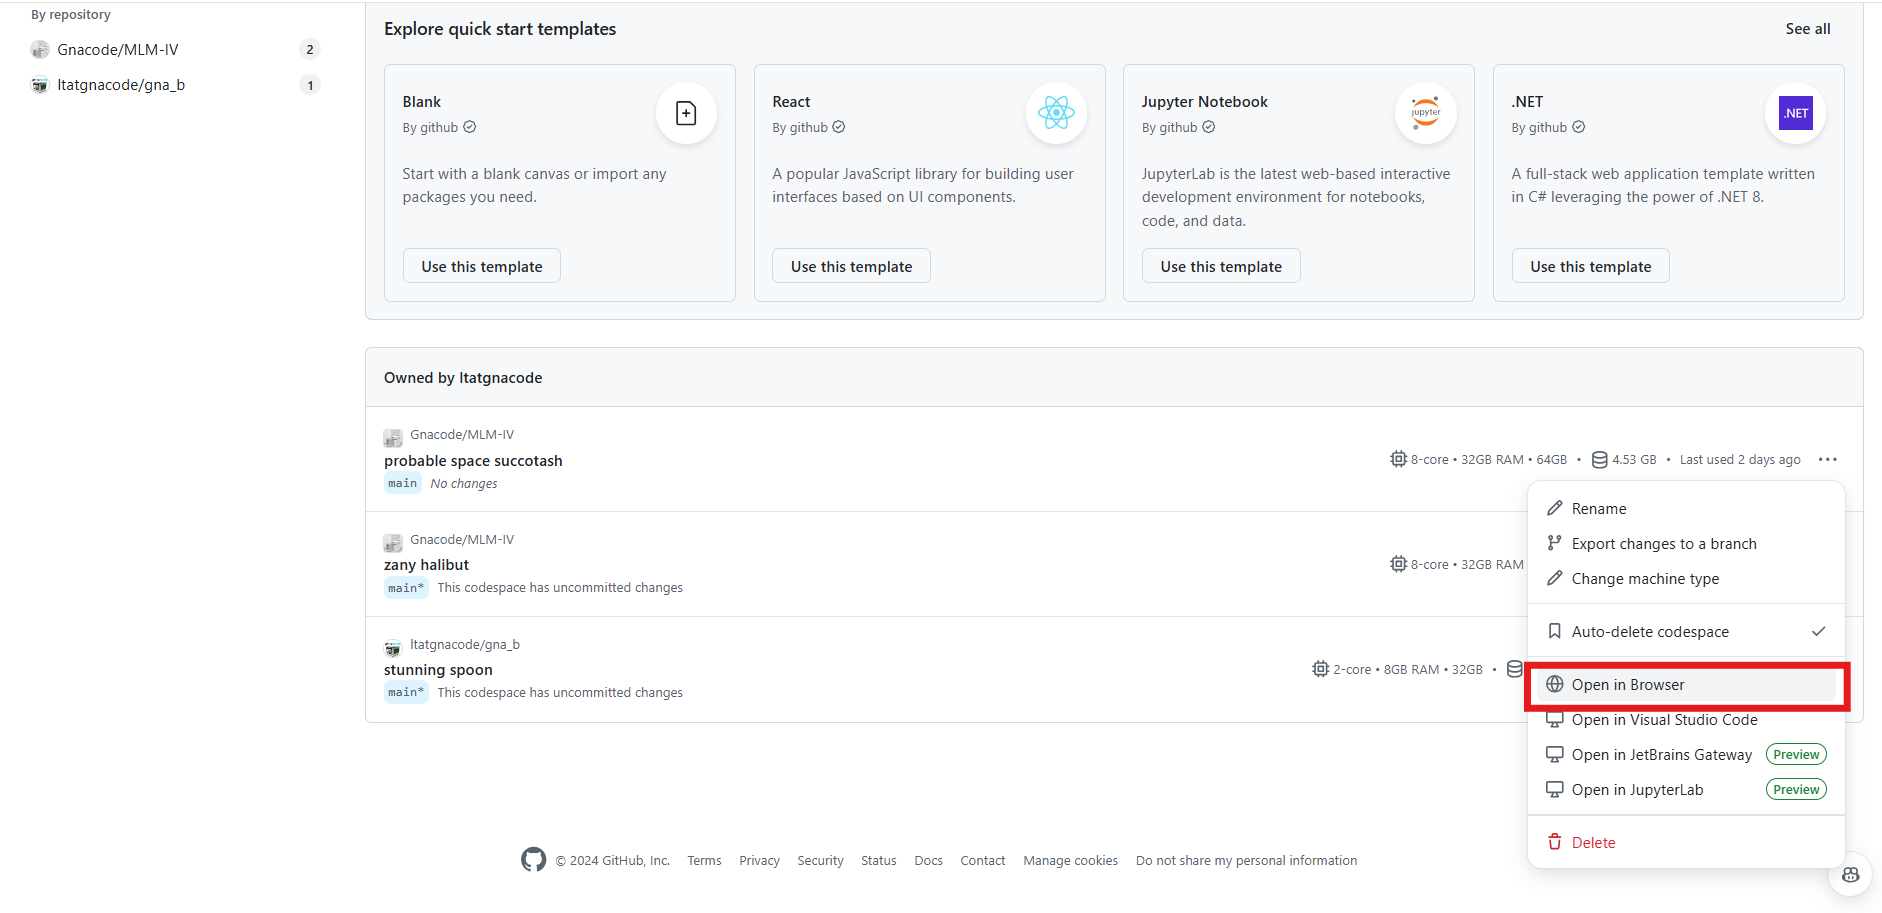 By repository
Gnacode/MLM-IV 2
ltatgnacode/gna_b 1
Explore quick start templates
See all
Blank
By github
Start with a blank canvas or import any
packages you need.
Use this template
React
By github
A popular JavaScript library for building user
interfaces based on UI components.
Use this template
Jupyter Notebook
By github
jupyter
JupyterLab is the latest web-based interactive
development environment for notebooks,
code, and data.
Use this template
.NET
By github
.NET
A full-stack web application template written
in C# leveraging the power of .NET 8.
Use this template
Owned by ltatgnacode
Gnacode/MLM-IV
probable space succotash
main No changes
8-core • 32GB RAM • 64GB • 4.53 GB • Last used 2 days ago
Gnacode/MLM-IV
zany halibut
main* This codespace has uncommitted changes
8-core • 32GB RAM
ltatgnacode/gna_b
stunning spoon
main* This codespace has uncommitted changes
2-core • 8GB RAM • 32GB •
Rename
Export changes to a branch
Change machine type
Auto-delete codespace
Open in Browser
Open in Visual Studio Code
Open in JetBrains Gateway Preview
Open in JupyterLab Preview
Delete
© 2024 GitHub, Inc. Terms Privacy Security Status Docs Contact Manage cookies Do not share my personal information